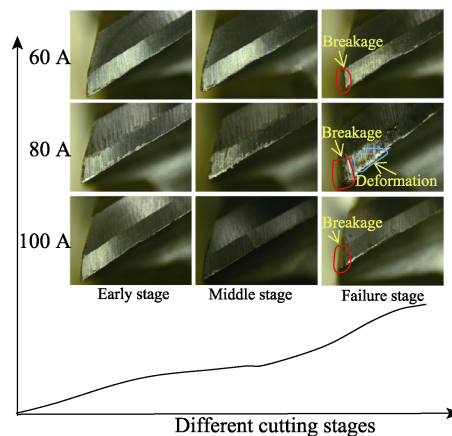 60 A
Breakage
80 A
Breakage
Deformation
100 A
Breakage
Early stage
Middle stage
Failure stage
Different cutting stages